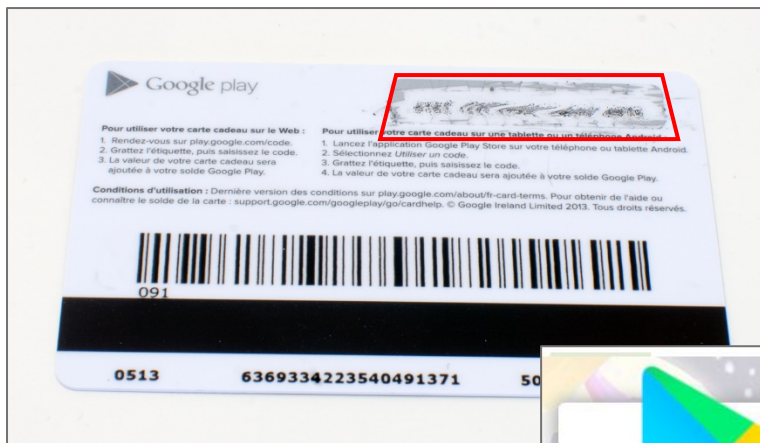 Google play
Pour utiliser votre carte cadeau sur le Web :
1. Rendez-vous sur play.google.com/code.
2. Grattez l'étiquette, puis saisissez le code.
3. La valeur de votre carte cadeau sera
ajoutée à votre solde Google Play.
Pour utiliser votre carte cadeau sur une tablette ou un téléphone Android
1. Lancez l'application Google Play Store sur votre téléphone ou tablette Android.
2. Sélectionnez Utiliser un code.
3. Grattez l'étiquette, puis saisissez le code.
4. La valeur de votre carte cadeau sera ajoutée à votre solde Google Play.
Conditions d'utilisation : Dernière version des conditions sur play.google.com/about/fr-card-terms. Pour obtenir de l'aide ou
connaître le solde de la carte : support.google.com/googleplay/go/cardhelp. © Google Ireland Limited 2013. Tous droits réservés.
091
0513 6369334223540491371 50